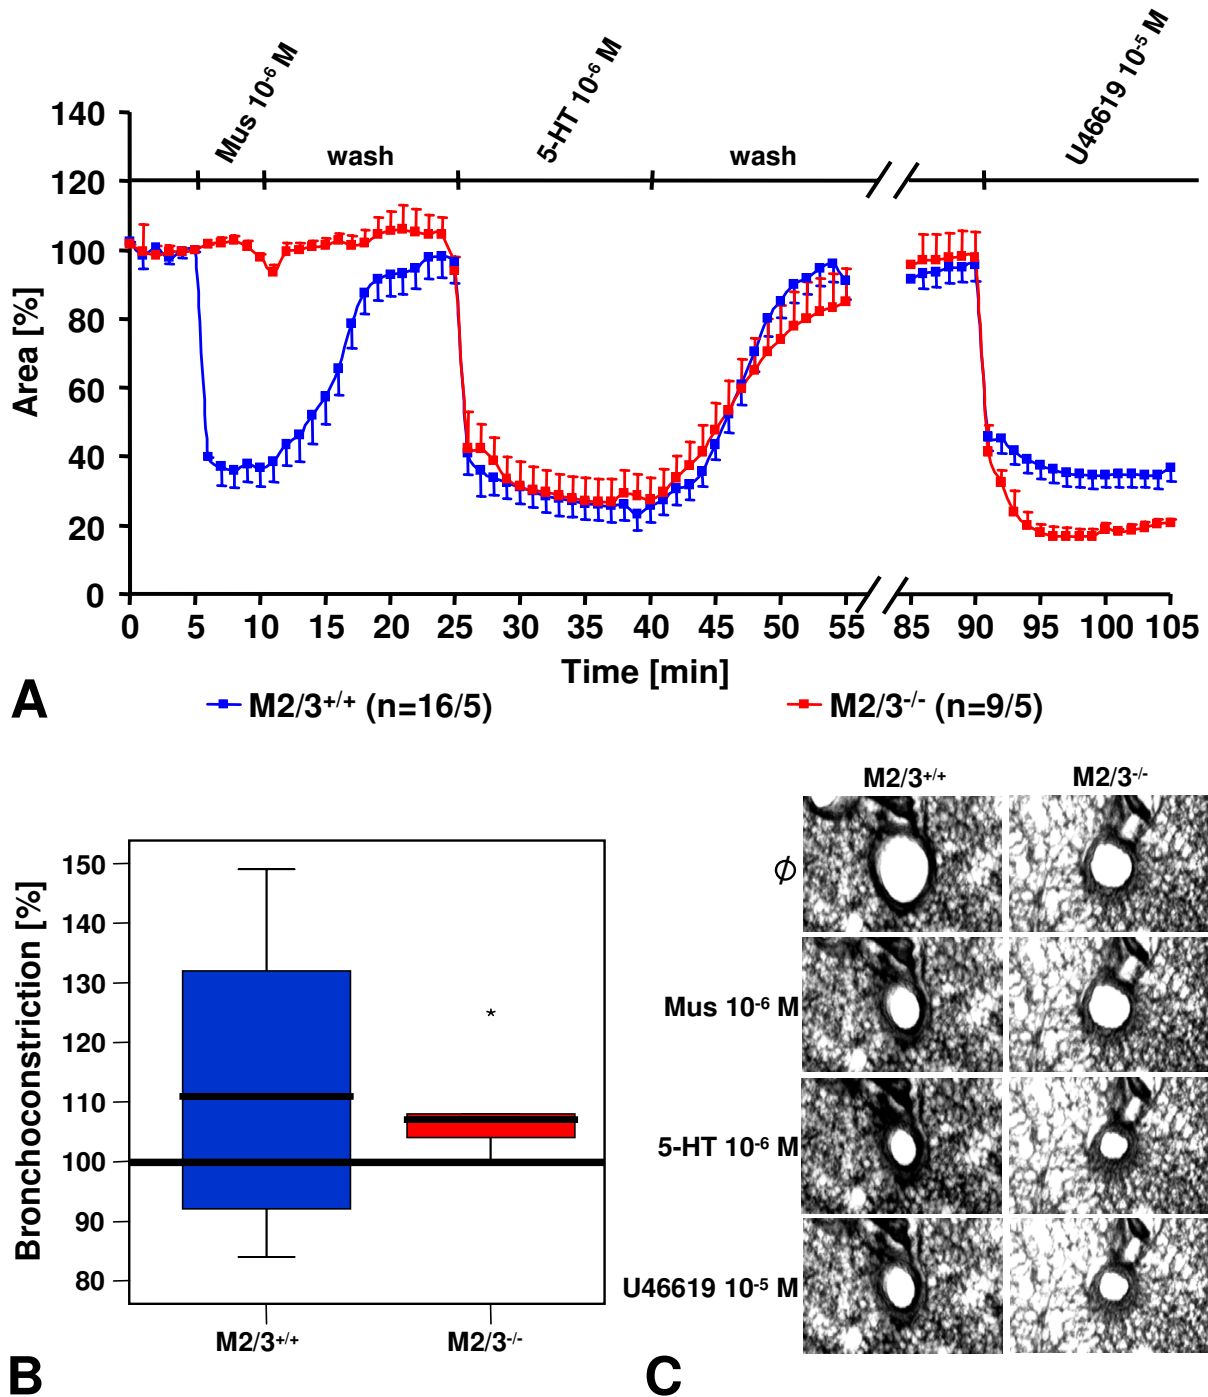 Mus 10⁻⁶ M
5-HT 10⁻⁶ M
U46619 10⁻⁵ M
wash
wash
140
120
100
80
60
40
20
0
Area [%]
0 5 10 15 20 25 30 35 40 45 50 55 85 90 95 100 105
Time [min]
A
M2/3⁺/⁺ (n=16/5)
M2/3⁻/⁻ (n=9/5)
150
140
130
120
110
100
90
80
Bronchoconstriction [%]
*
M2/3⁺/⁺ M2/3⁻/⁻
B
M2/3⁺/⁺ M2/3⁻/⁻
ϕ
Mus 10⁻⁶ M
5-HT 10⁻⁶ M
U46619 10⁻⁵ M
C